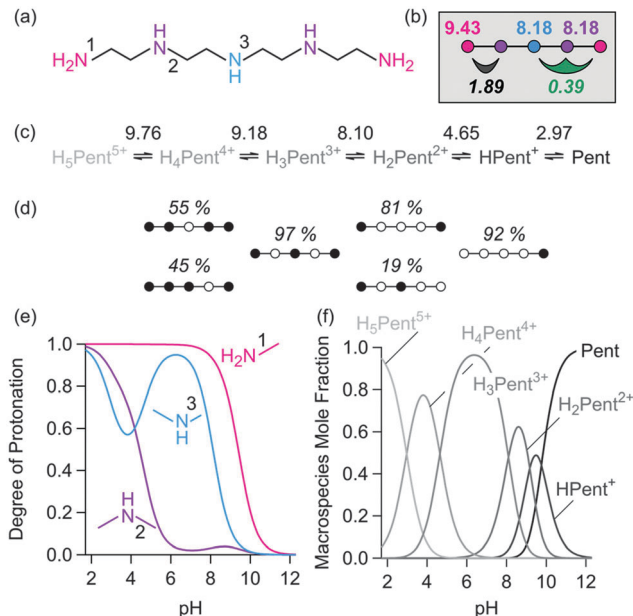 (a)
1
H₂N
H
N
2
3
N
H
H
N
NH₂
(b)
9.43 8.18 8.18
1.89 0.39
(c)
9.76 9.18 8.10 4.65 2.97
H₅Pent⁵⁺ ⇌ H₄Pent⁴⁺ ⇌ H₃Pent³⁺ ⇌ H₂Pent²⁺ ⇌ HPent⁺ ⇌ Pent
(d)
55 % 81 %
97 % 92 %
45 % 19 %
(e)
Degree of Protonation
1.0
0.8
0.6
0.4
0.2
0.0
H₂N 1
3
N
H
H
N
2
2 4 6 8 10 12
pH
(f)
Macrospecies Mole Fraction
1.0
0.8
0.6
0.4
0.2
0.0
H₅Pent⁵⁺
H₄Pent⁴⁺
H₃Pent³⁺
Pent
H₂Pent²⁺
HPent⁺
2 4 6 8 10 12
pH